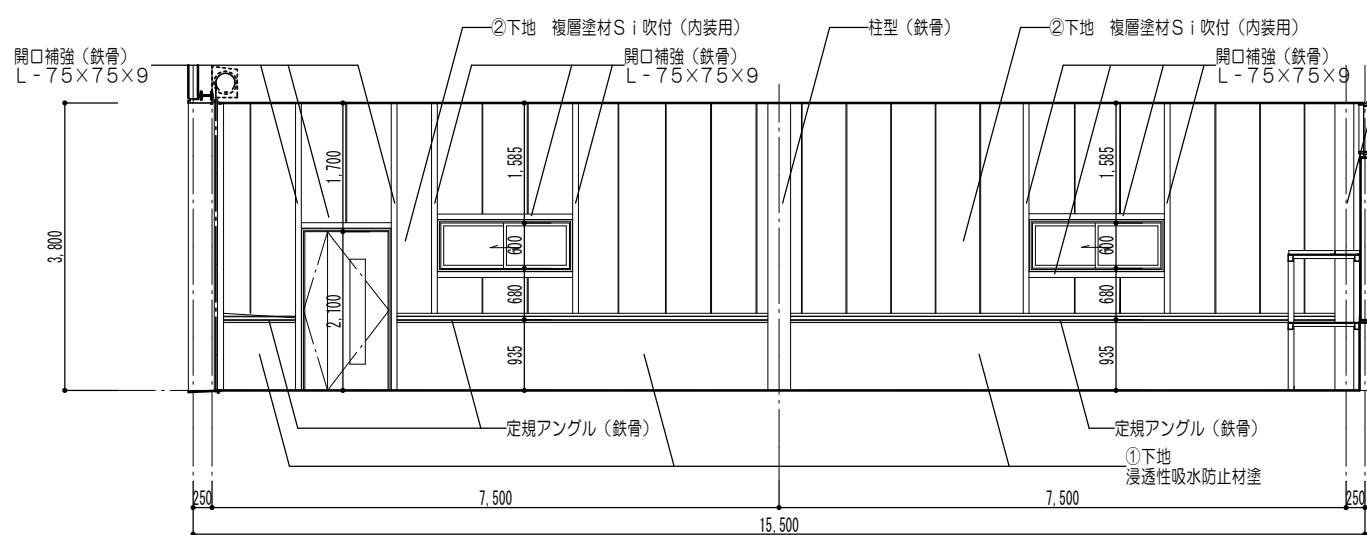 ②下地　複層塗材Ｓｉ吹付（内装用）
柱型（鉄骨）
②下地　複層塗材Ｓｉ吹付（内装用）
開口補強（鉄骨）
Ｌ-７５×７５×９
開口補強（鉄骨）
Ｌ-７５×７５×９
開口補強（鉄骨）
Ｌ-７５×７５×９
3,800
1,700
2,100
1,585
600
680
935
1,585
600
680
935
定規アングル（鉄骨）
定規アングル（鉄骨）
①下地
浸透性吸水防止材塗
250
7,500
7,500
250
15,500